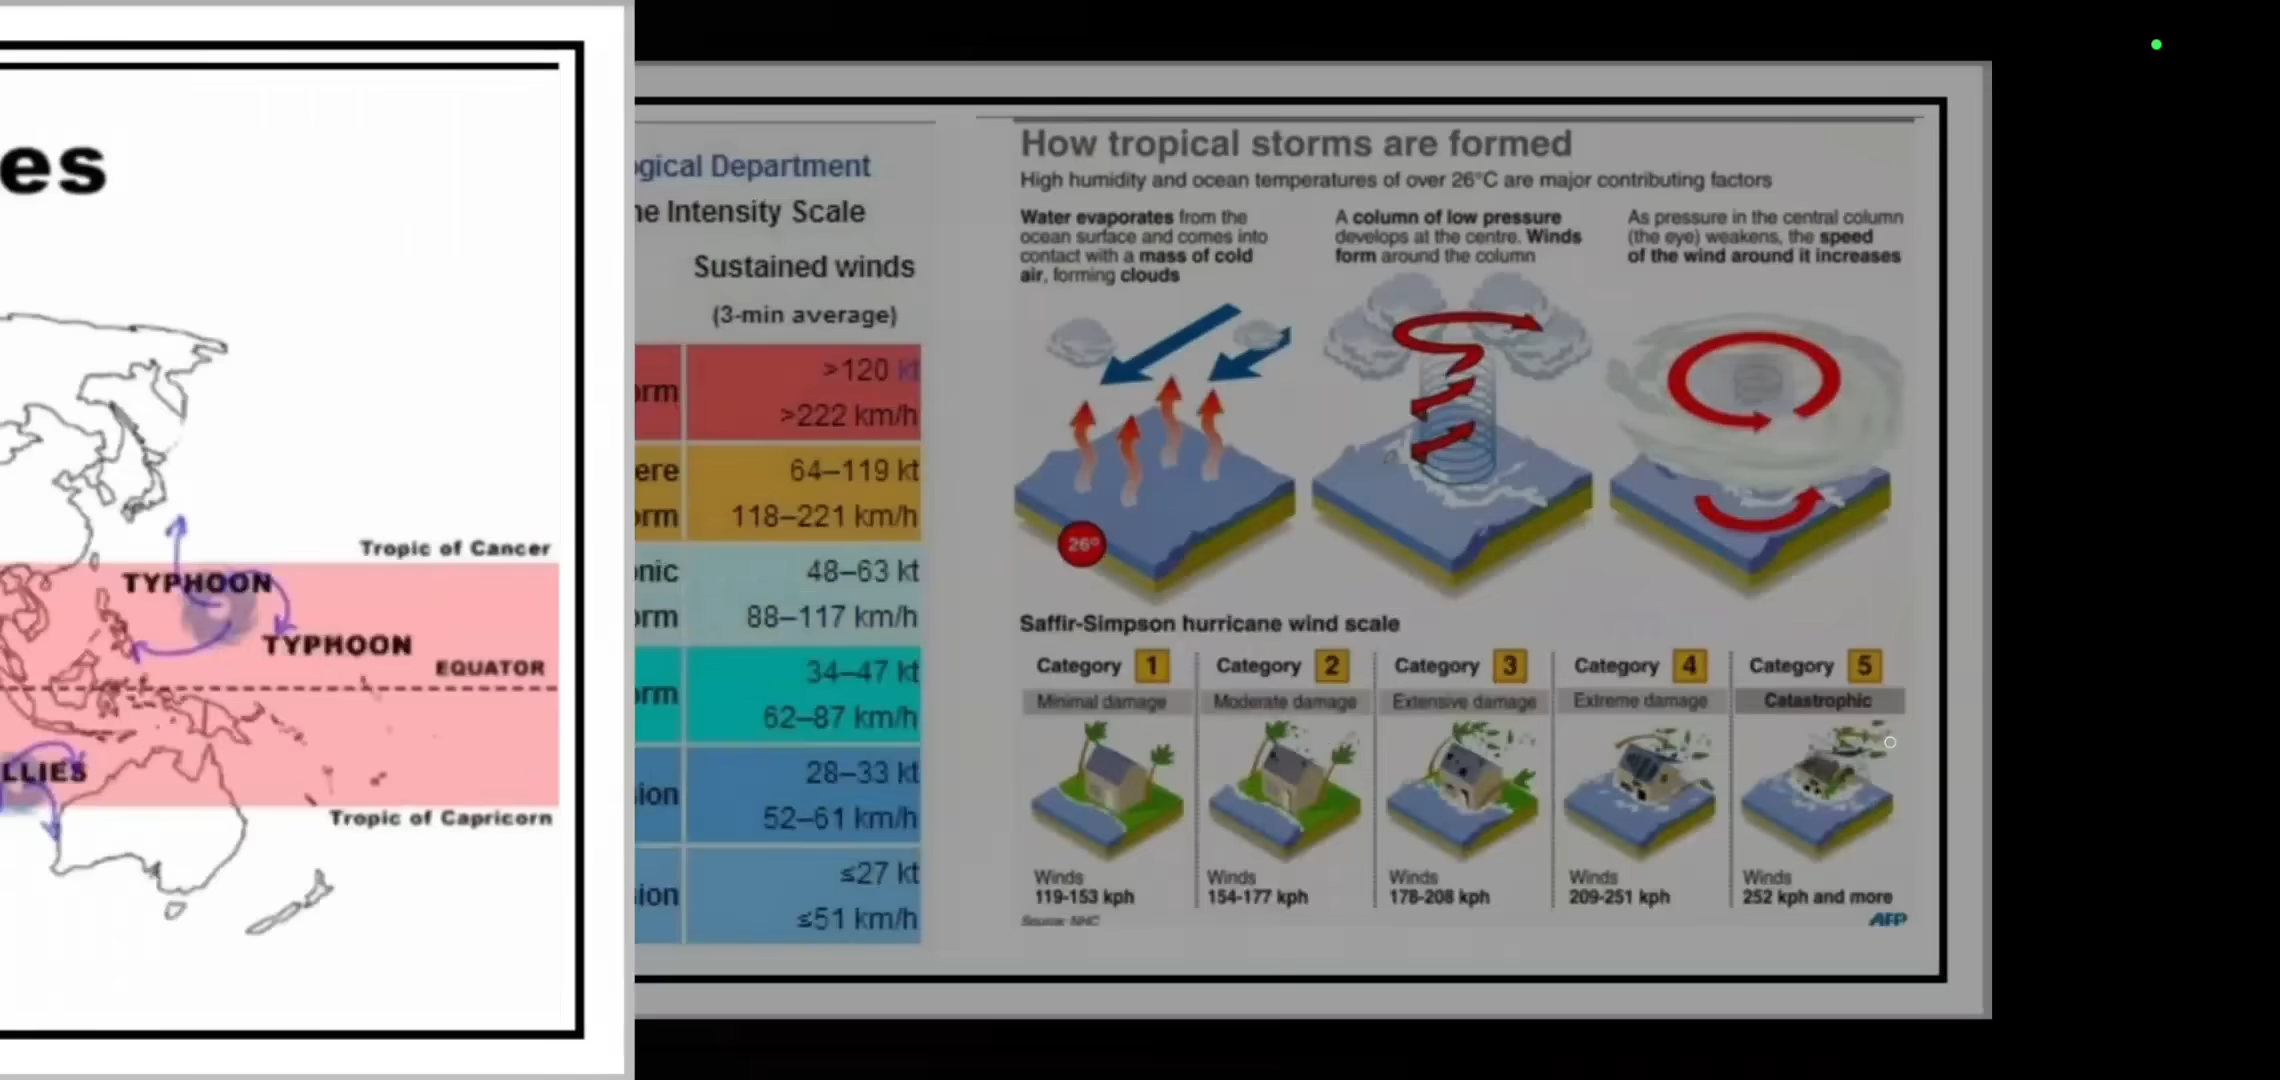 es
Tropic of Cancer
TYPHOON
TYPHOON
EQUATOR
LLIES
Tropic of Capricorn
gical Department
ne Intensity Scale
Sustained winds
(3-min average)
orm
>120 kt
>222 km/h
ere
orm
64–119 kt
118–221 km/h
onic
orm
48–63 kt
88–117 km/h
orm
34–47 kt
62–87 km/h
ion
28–33 kt
52–61 km/h
ion
≤27 kt
≤51 km/h
How tropical storms are formed
High humidity and ocean temperatures of over 26°C are major contributing factors
Water evaporates from the
ocean surface and comes into
contact with a mass of cold
air, forming clouds
A column of low pressure
develops at the centre. Winds
form around the column
As pressure in the central column
(the eye) weakens, the speed
of the wind around it increases
26°
Saffir-Simpson hurricane wind scale
Category 1
Minimal damage
Winds
119-153 kph
Category 2
Moderate damage
Winds
154-177 kph
Category 3
Extensive damage
Winds
178-208 kph
Category 4
Extreme damage
Winds
209-251 kph
Category 5
Catastrophic
Winds
252 kph and more
Source: NHC
AFP